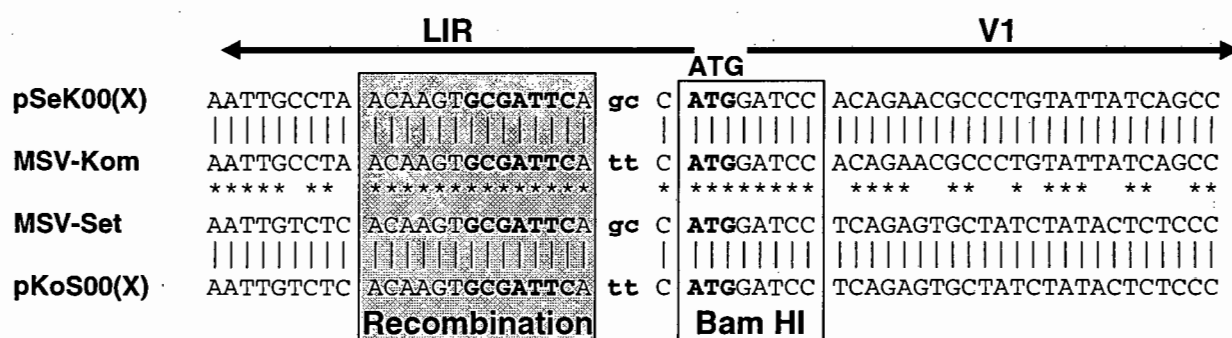 LIR V1
ATG
pSeK00(X) AATTGCCTA ACAAGTGCGATTCA gc C ATGGATCC ACAGAACGCCCTGTATTATCAGCC
MSV-Kom AATTGCCTA ACAAGTGCGATTCA tt C ATGGATCC ACAGAACGCCCTGTATTATCAGCC
***** ** ************** * ******** **** ** * *** ** **
MSV-Set AATTGTCTC ACAAGTGCGATTCA gc C ATGGATCC TCAGAGTGCTATCTATACTCTCCC
pKoS00(X) AATTGTCTC ACAAGTGCGATTCA tt C ATGGATCC TCAGAGTGCTATCTATACTCTCCC
Recombination Bam HI